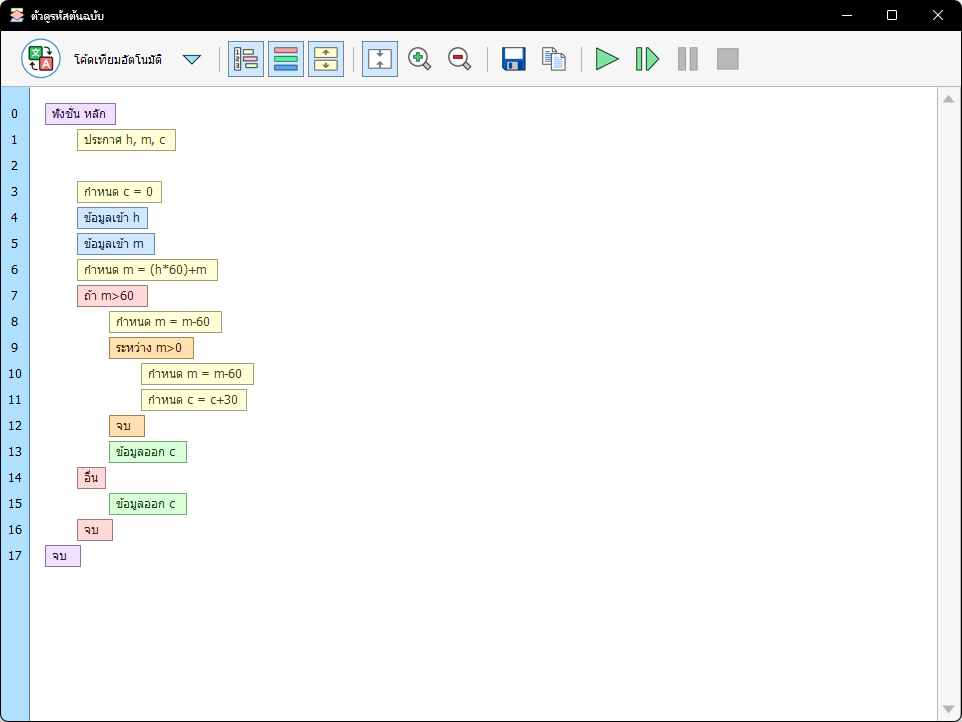 ตัวดูรหัสต้นฉบับ
โค้ดเทียมอัตโนมัติ
0 ฟังชั่น หลัก
1 ประกาศ h, m, c
2
3 กำหนด c = 0
4 ข้อมูลเข้า h
5 ข้อมูลเข้า m
6 กำหนด m = (h*60)+m
7 ถ้า m>60
8 กำหนด m = m-60
9 ระหว่าง m>0
10 กำหนด m = m-60
11 กำหนด c = c+30
12 จบ
13 ข้อมูลออก c
14 อื่น
15 ข้อมูลออก c
16 จบ
17 จบ